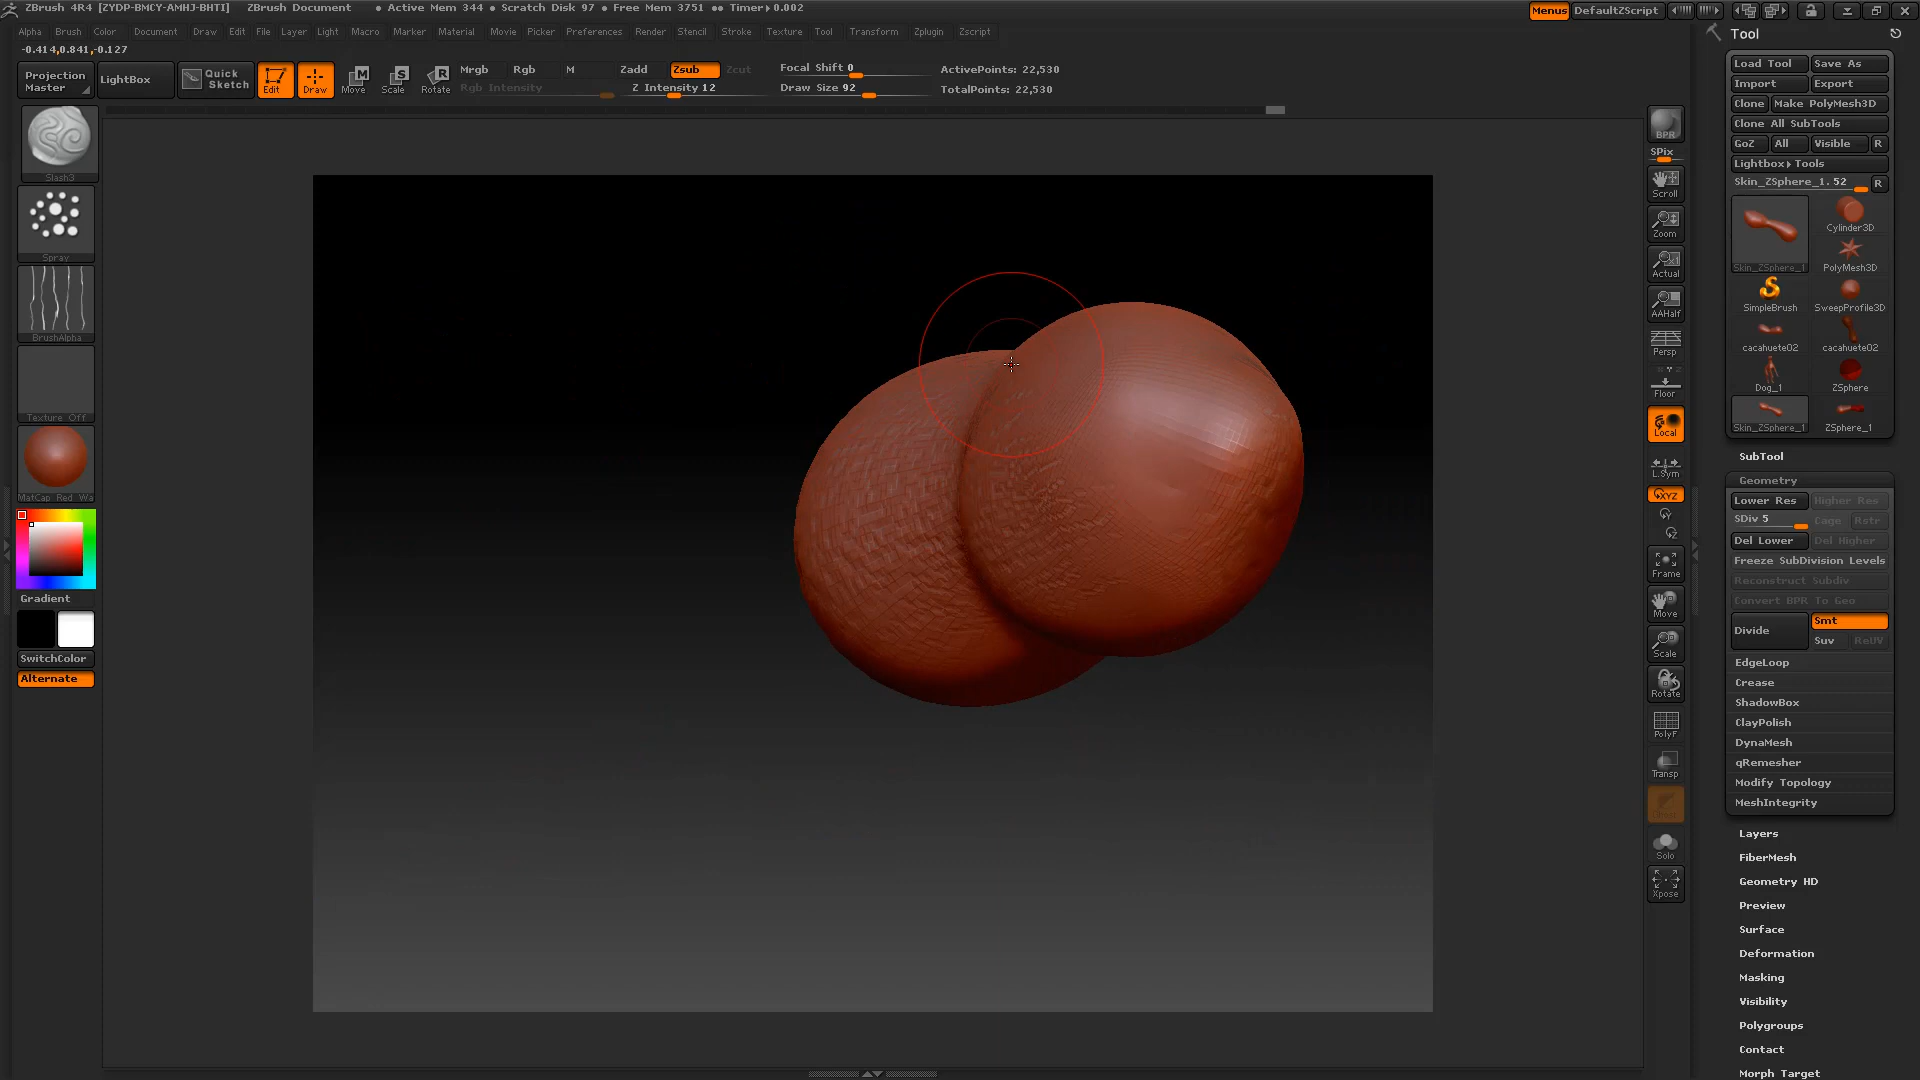 ZBrush 4R4 [ZYDP-BMCY-AMHJ-BHTI] ZBrush Document • Active Mem 344 • Scratch Disk 97 • Free Mem 3751 •• Timer▸0.002 Menus DefaultZScript
Alpha Brush Color Document Draw Edit File Layer Light Macro Marker Material Movie Picker Preferences Render Stencil Stroke Texture Tool Transform Zplugin Zscript
-0.414,0.841,-0.127
Projection Master
LightBox
Quick Sketch
Edit
Draw
Move
Scale
Rotate
Mrgb Rgb M
Rgb Intensity
Zadd Zsub Zcut
Z Intensity 12
Focal Shift 0
Draw Size 92
ActivePoints: 22,530
TotalPoints: 22,530
Slash3
Spray
BrushAlpha
Texture Off
MatCap Red Wa
Gradient
SwitchColor
Alternate
BPR
SPix
Scroll
Zoom
Actual
AAHalf
Persp
Floor
Local
L.Sym
XYZ
Frame
Move
Scale
Rotate
PolyF
Transp
Solo
Xpose
Tool
Load Tool Save As
Import Export
Clone Make PolyMesh3D
Clone All SubTools
GoZ All Visible R
Lightbox▸Tools
Skin_ZSphere_1. 52 R
Skin_ZSphere_1
Cylinder3D
PolyMesh3D
SimpleBrush SweepProfile3D
cacahuete02 cacahuete02
Dog_1 ZSphere
Skin_ZSphere_1 ZSphere_1
SubTool
Geometry
Lower Res Higher Res
SDiv 5 Cage Rstr
Del Lower Del Higher
Freeze SubDivision Levels
Reconstruct Subdiv
Convert BPR To Geo
Divide
Smt
Suv ReUV
EdgeLoop
Crease
ShadowBox
ClayPolish
DynaMesh
qRemesher
Modify Topology
MeshIntegrity
Layers
FiberMesh
Geometry HD
Preview
Surface
Deformation
Masking
Visibility
Polygroups
Contact
Morph Target